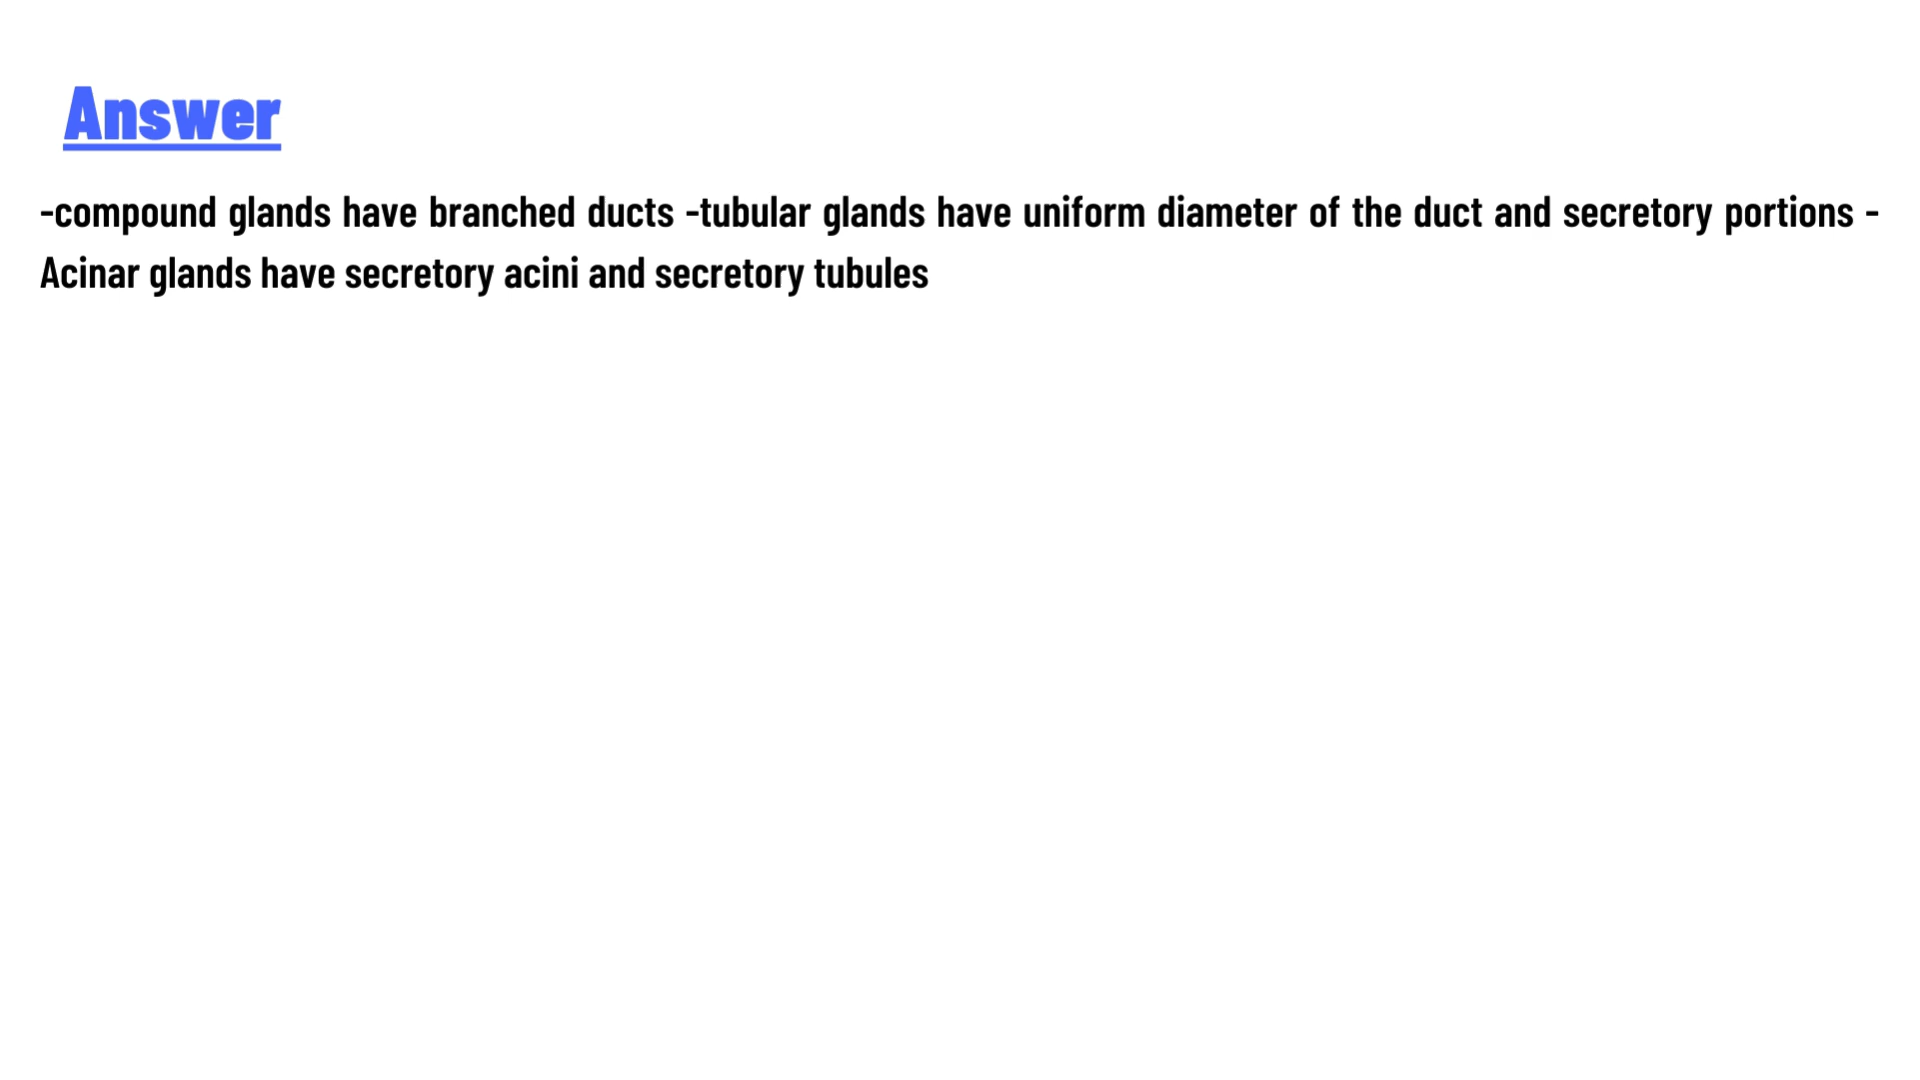 Answer
-compound glands have branched ducts -tubular glands have uniform diameter of the duct and secretory portions -
Acinar glands have secretory acini and secretory tubules